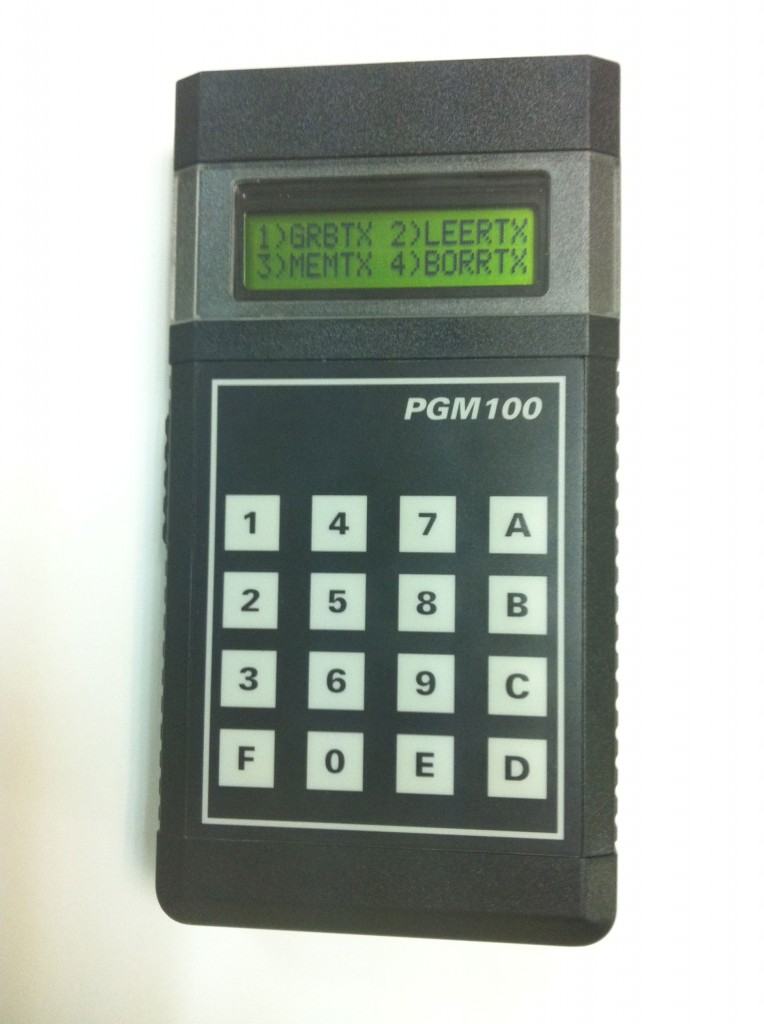 1)GRBTX 2)LEERTX
3)MEMTX 4)BORRTX
PGM100
1 4 7 A
2 5 8 B
3 6 9 C
F 0 E D